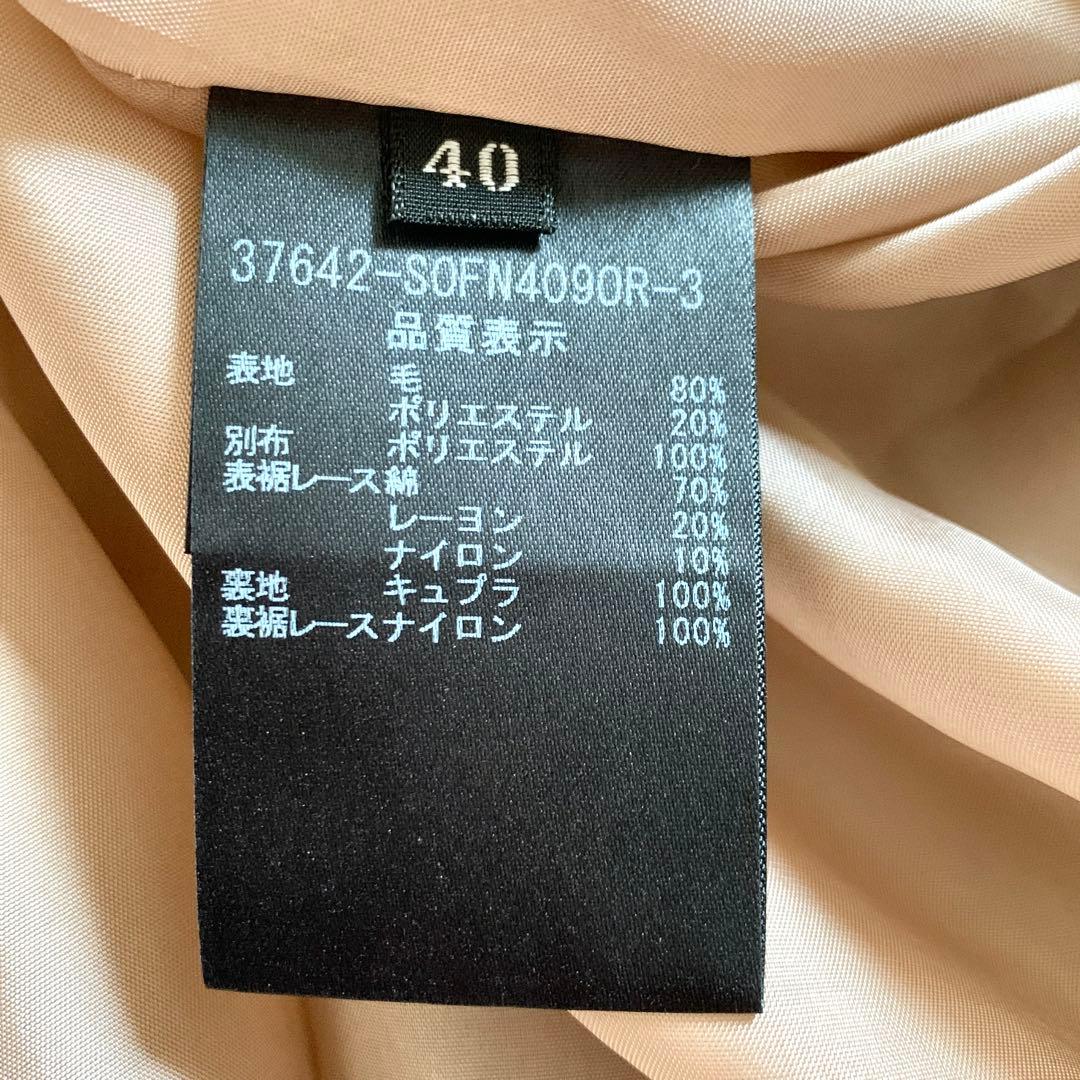 40
37642-SOFN4090R-3
品質表示
表地 毛 80%
ポリエステル 20%
別布 ポリエステル 100%
表裾レース綿 70%
レーヨン 20%
ナイロン 10%
裏地 キュプラ 100%
裏裾レースナイロン 100%